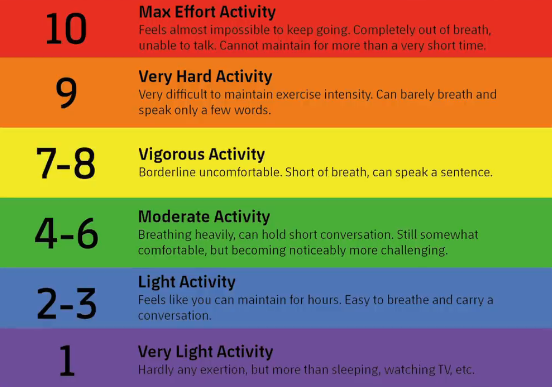 10
Max Effort Activity
Feels almost impossible to keep going. Completely out of breath,
unable to talk. Cannot maintain for more than a very short time.
9
Very Hard Activity
Very difficult to maintain exercise intensity. Can barely breath and
speak only a few words.
7-8
Vigorous Activity
Borderline uncomfortable. Short of breath, can speak a sentence.
4-6
Moderate Activity
Breathing heavily, can hold short conversation. Still somewhat
comfortable, but becoming noticeably more challenging.
2-3
Light Activity
Feels like you can maintain for hours. Easy to breathe and carry a
conversation.
1
Very Light Activity
Hardly any exertion, but more than sleeping, watching TV, etc.